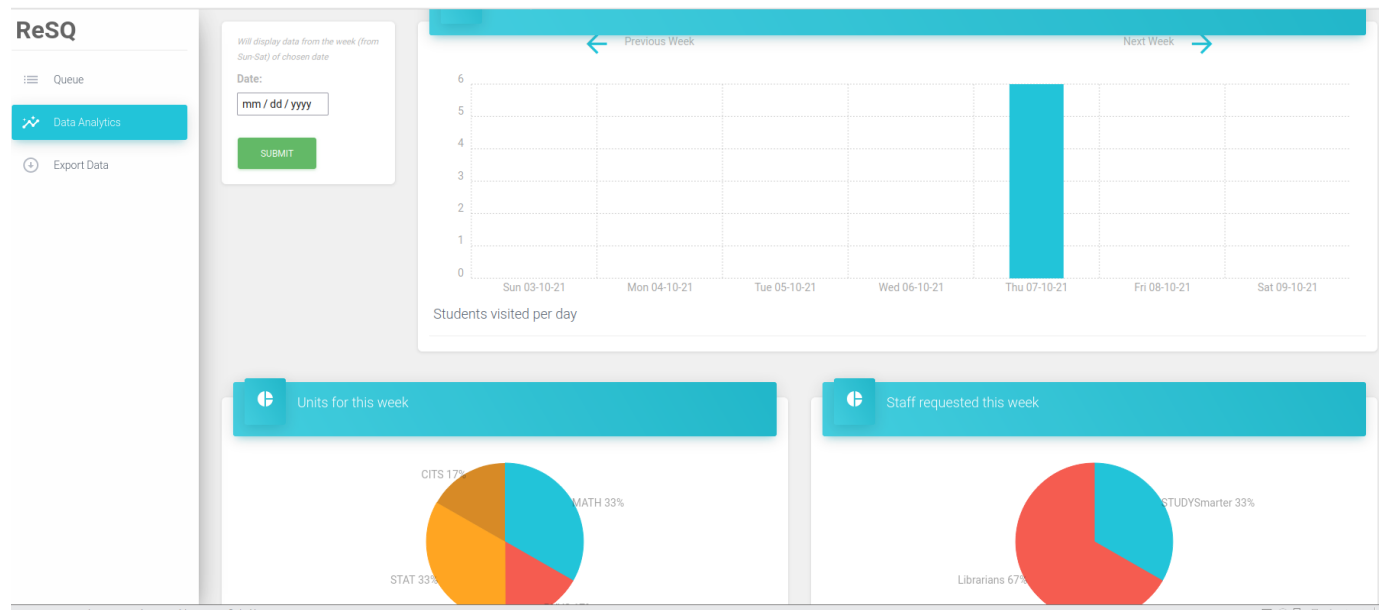 ReSQ
Queue
Data Analytics
Export Data
Will display data from the week (from
Sun-Sat) of chosen date
Date:
mm / dd / yyyy
SUBMIT
Previous Week
Next Week
6
5
4
3
2
1
0
Sun 03-10-21
Mon 04-10-21
Tue 05-10-21
Wed 06-10-21
Thu 07-10-21
Fri 08-10-21
Sat 09-10-21
Students visited per day
Units for this week
CITS 17%
MATH 33%
STAT 33%
Staff requested this week
STUDYSmarter 33%
Librarians 67%